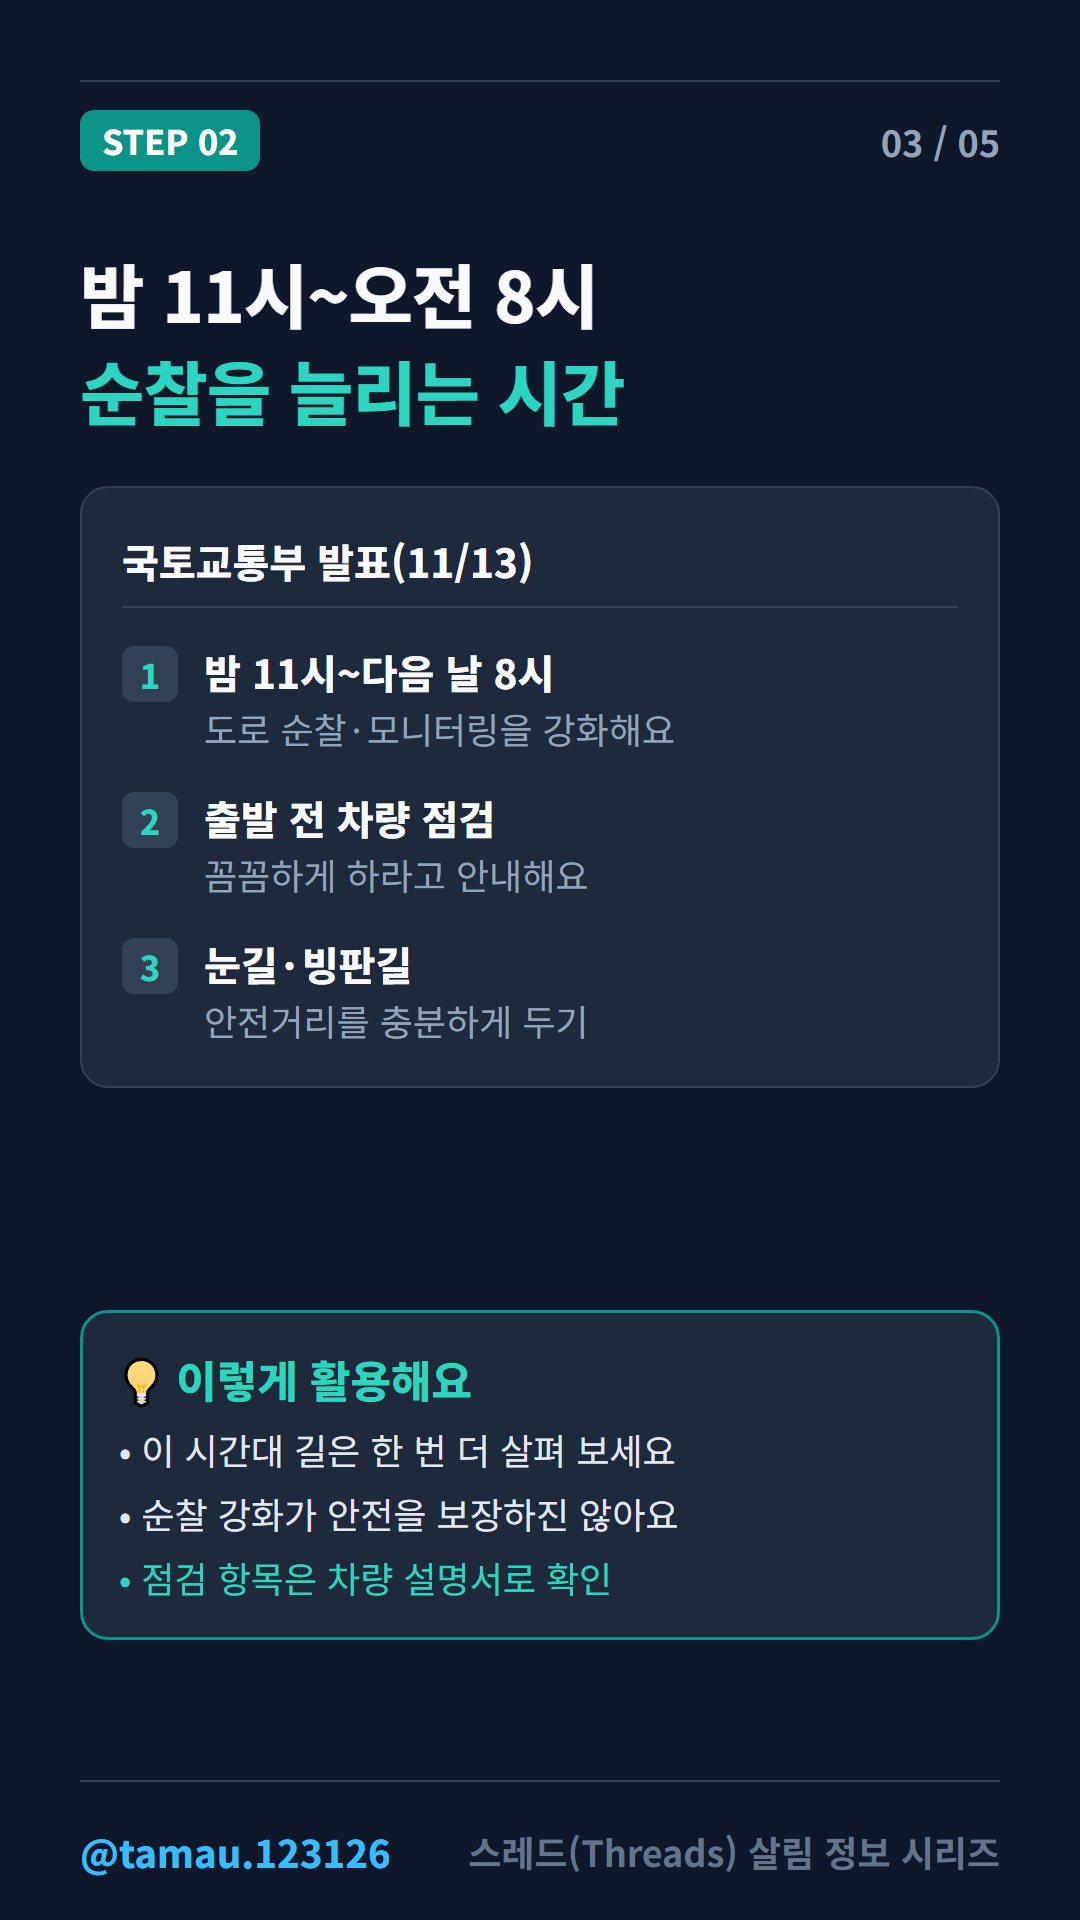 STEP 02
03 / 05
밤 11시~오전 8시
순찰을 늘리는 시간
국토교통부 발표(11/13)
1 밤 11시~다음 날 8시
도로 순찰·모니터링을 강화해요
2 출발 전 차량 점검
꼼꼼하게 하라고 안내해요
3 눈길·빙판길
안전거리를 충분하게 두기
💡 이렇게 활용해요
• 이 시간대 길은 한 번 더 살펴 보세요
• 순찰 강화가 안전을 보장하진 않아요
• 점검 항목은 차량 설명서로 확인
@tamau.123126
스레드(Threads) 살림 정보 시리즈